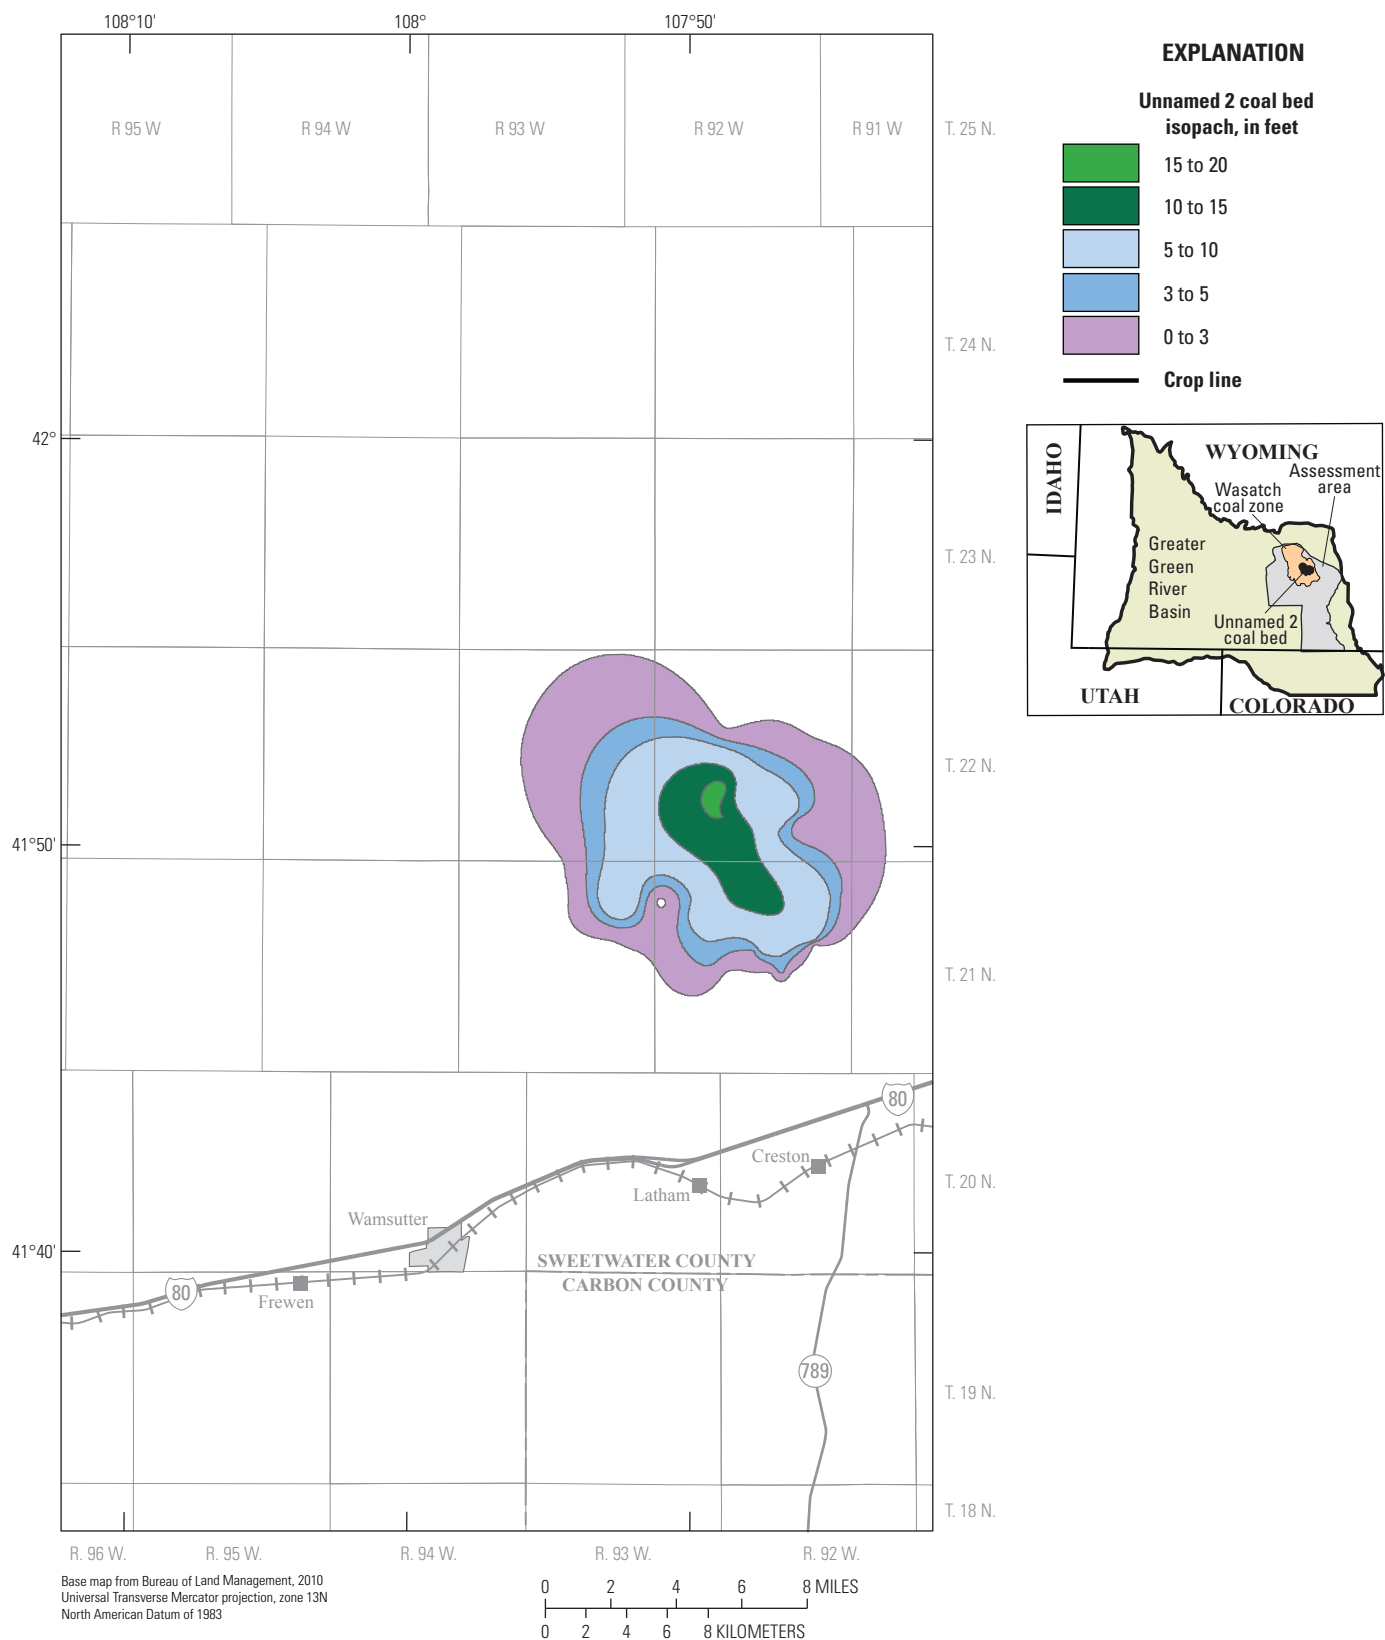 108°10'
108°
107°50'
R 95 W
R 94 W
R 93 W
R 92 W
R 91 W
T. 25 N.
T. 24 N.
42°
T. 23 N.
T. 22 N.
41°50'
T. 21 N.
80
Creston
Latham
T. 20 N.
Wamsutter
41°40'
SWEETWATER COUNTY
CARBON COUNTY
80
Frewen
789
T. 19 N.
T. 18 N.
R. 96 W.
R. 95 W.
R. 94 W.
R. 93 W.
R. 92 W.
Base map from Bureau of Land Management, 2010
Universal Transverse Mercator projection, zone 13N
North American Datum of 1983
0 2 4 6 8 MILES
0 2 4 6 8 KILOMETERS
EXPLANATION
Unnamed 2 coal bed
isopach, in feet
15 to 20
10 to 15
5 to 10
3 to 5
0 to 3
Crop line
IDAHO
WYOMING
Assessment
area
Wasatch
coal zone
Greater
Green
River
Basin
Unnamed 2
coal bed
UTAH
COLORADO